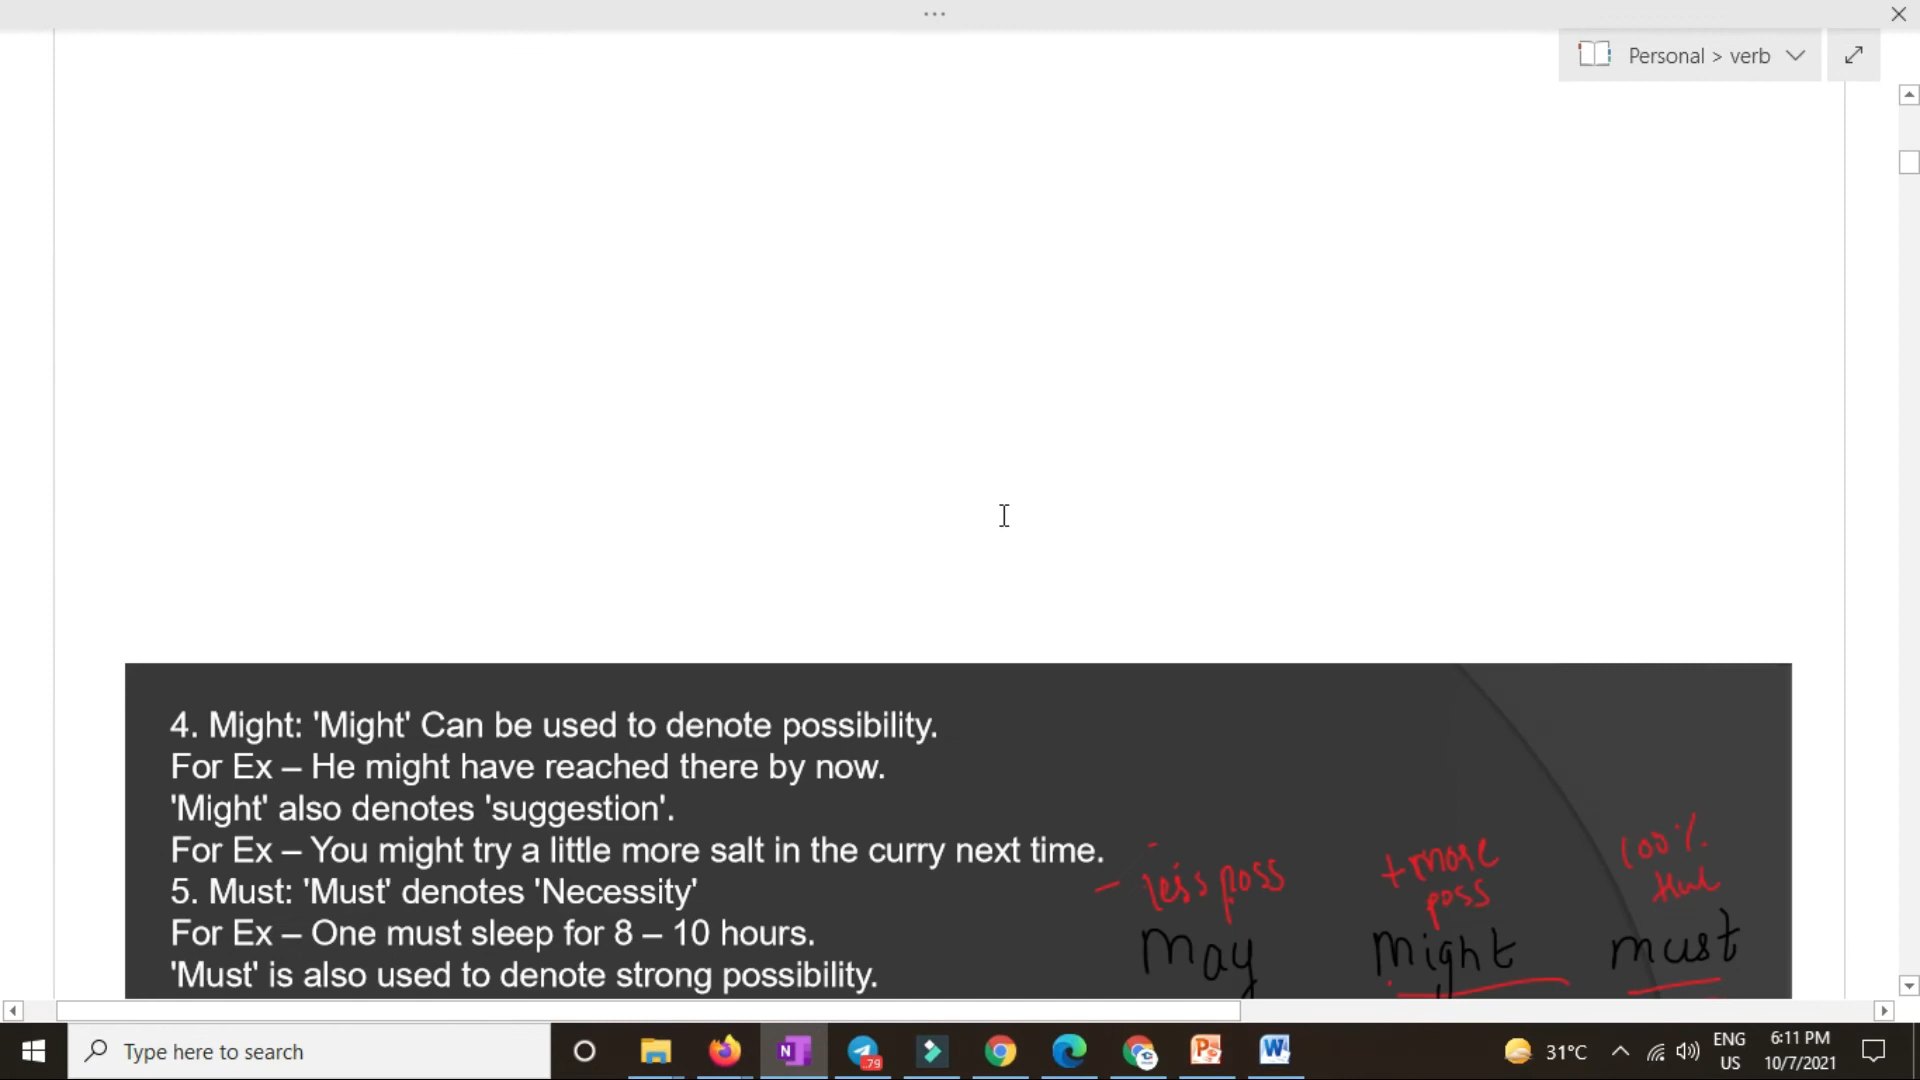 Personal > verb
4. Might: 'Might' Can be used to denote possibility.
For Ex – He might have reached there by now.
'Might' also denotes 'suggestion'.
For Ex – You might try a little more salt in the curry next time.
5. Must: 'Must' denotes 'Necessity'
For Ex – One must sleep for 8 – 10 hours.
'Must' is also used to denote strong possibility.
– less poss
+ more
poss
100%
May
Might
must
Type here to search
79
31°C
ENG
US
6:11 PM
10/7/2021